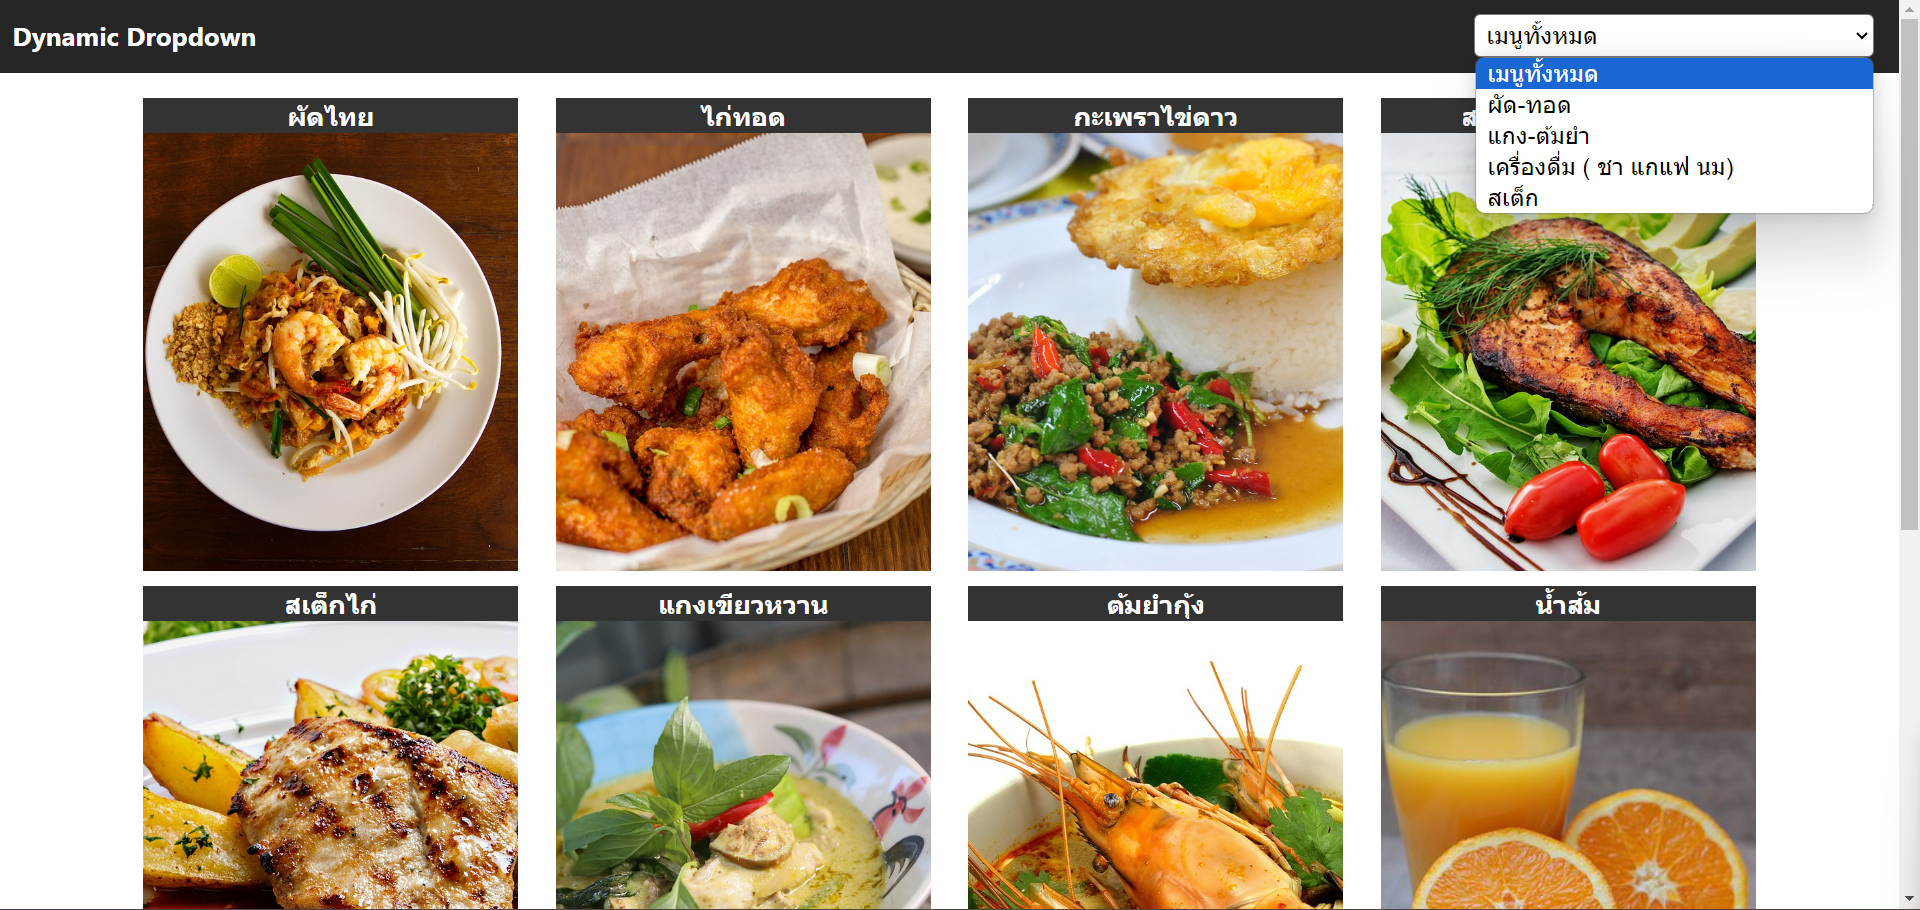 Dynamic Dropdown
เมนูทั้งหมด
เมนูทั้งหมด
ผัด-ทอด
แกง-ต้มยำ
เครื่องดื่ม ( ชา แกแฟ นม)
สเต็ก
ผัดไทย
ไก่ทอด
กะเพราไข่ดาว
สเต็กไก่
แกงเขียวหวาน
ต้มยำกุ้ง
น้ำส้ม